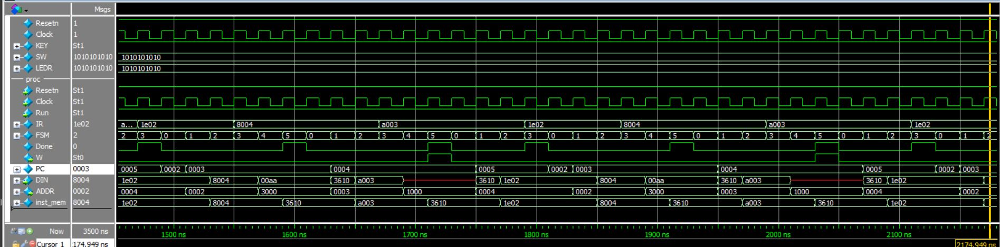 Msgs
Resetn 1
Clock 1
KEY St1
SW 1010101010 1010101010
LEDR 1010101010 1010101010
proc
Resetn St1
Clock St1
Run St1
IR 1e02 a... 1e02 8004 a003 1e02 8004 a003 1e02
FSM 2 2 3 0 1 2 3 4 5 0 1 2 3 4 5 0 1 2 3 0 1 2 3 4 5 0 1 2 3 4 5 0 1 2 3 0 1 2
Done 0
W St0
PC 0003 0005 0002 0003 0004 0005 0002 0003 0004 0005 0002 0003
DIN 8004 1e02 8004 00aa 3610 a003 3610 1e02 8004 00aa 3610 a003 3610 1e02
ADDR 0002 0004 0002 3000 0003 1000 0004 0002 3000 0003 1000 0004 0002
inst_mem 8004 1e02 8004 3610 a003 3610 1e02 8004 3610 a003 3610 1e02
Now 3500 ns 1500 ns 1600 ns 1700 ns 1800 ns 1900 ns 2000 ns 2100 ns
Cursor 1 174.949 ns 2174.949 ns